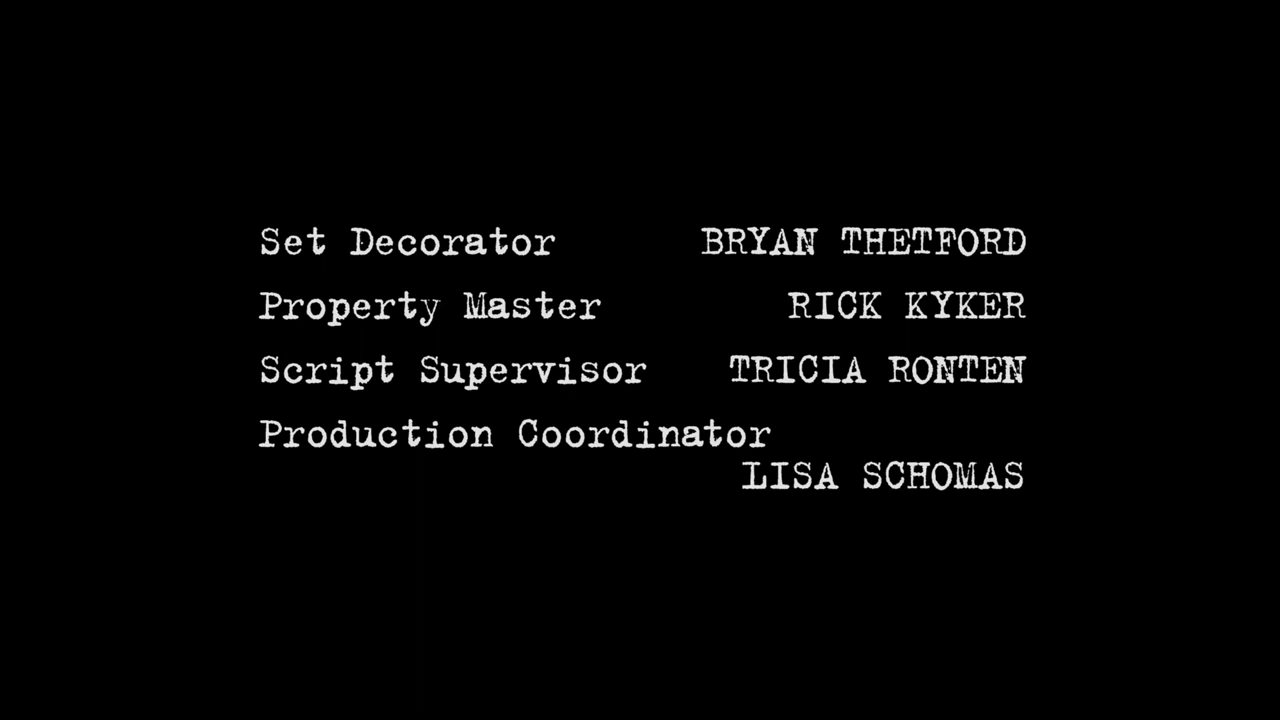 Set Decorator BRYAN THETFORD
Property Master RICK KYKER
Script Supervisor TRICIA RONTEN
Production Coordinator
LISA SCHOMAS